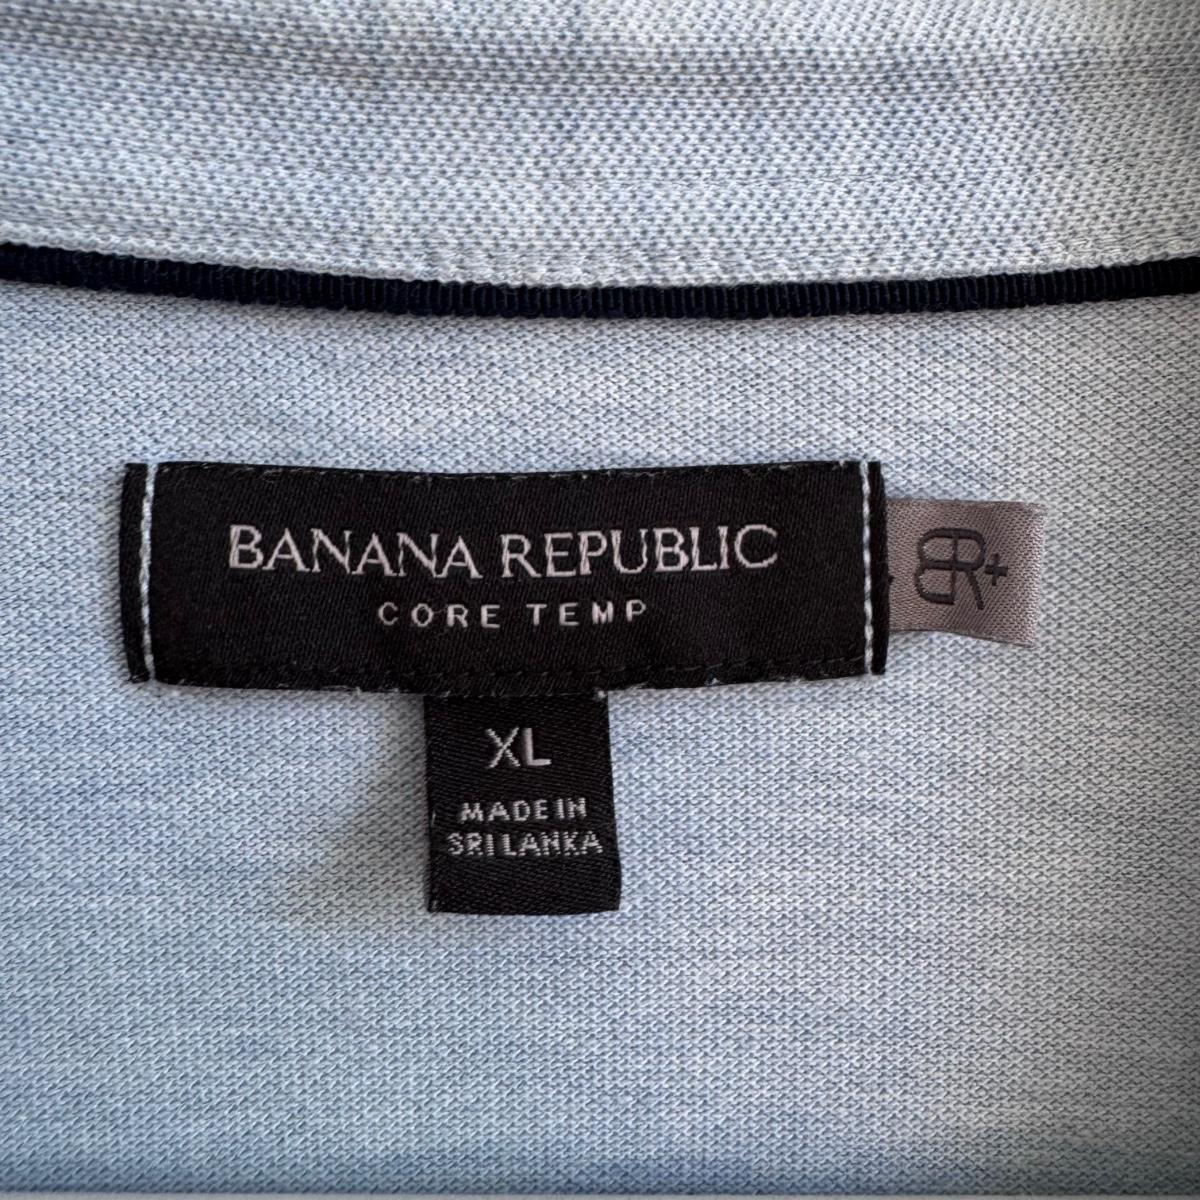 BANANA REPUBLIC
CORE TEMP
BR+
XL
MADE IN
SRI LANKA